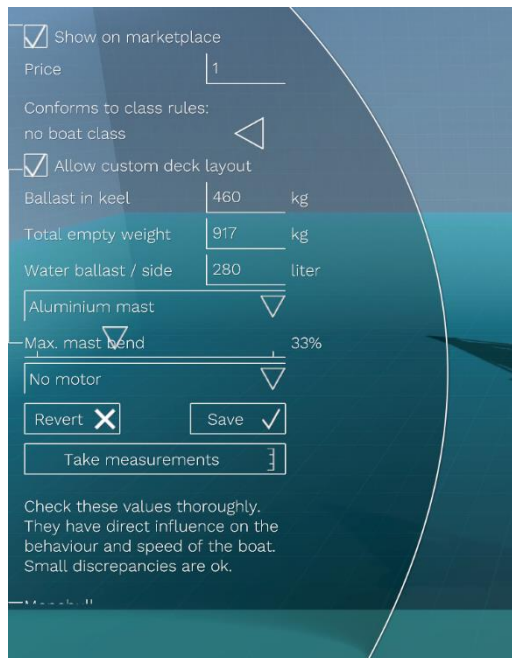 Show on marketplace
Price 1
Conforms to class rules:
no boat class
Allow custom deck layout
Ballast in keel 460 kg
Total empty weight 917 kg
Water ballast / side 280 liter
Aluminium mast
Max. mast bend 33%
No motor
Revert Save
Take measurements
Check these values thoroughly.
They have direct influence on the
behaviour and speed of the boat.
Small discrepancies are ok.